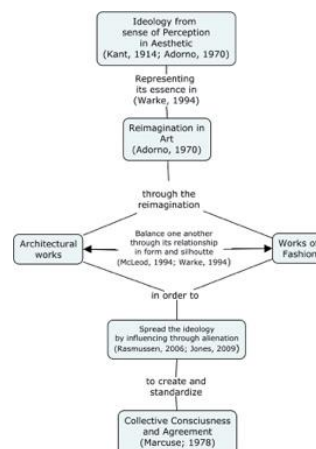 Ideology from
sense of Perception
in Aesthetic
(Kant, 1914; Adorno, 1970)
Representing
its essence in
(Warke, 1994)
Reimagination in
Art
(Adorno, 1970)
through the
reimagination
Architectural
works
Balance one another
through its relationship
in form and silhoutte
(McLeod, 1994; Warke, 1994)
Works of
Fashion
in order to
Spread the ideology
by influencing through alienation
(Rasmussen, 2006; Jones, 2009)
to create and
standardize
Collective Consciusness
and Agreement
(Marcuse; 1978)